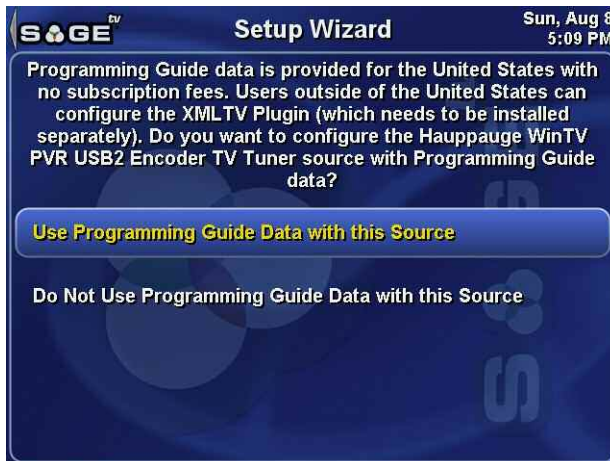 SAGE tv
Setup Wizard
Sun, Aug 8
5:09 PM
Programming Guide data is provided for the United States with
no subscription fees. Users outside of the United States can
configure the XMLTV Plugin (which needs to be installed
separately). Do you want to configure the Hauppauge WinTV
PVR USB2 Encoder TV Tuner source with Programming Guide
data?
Use Programming Guide Data with this Source
Do Not Use Programming Guide Data with this Source